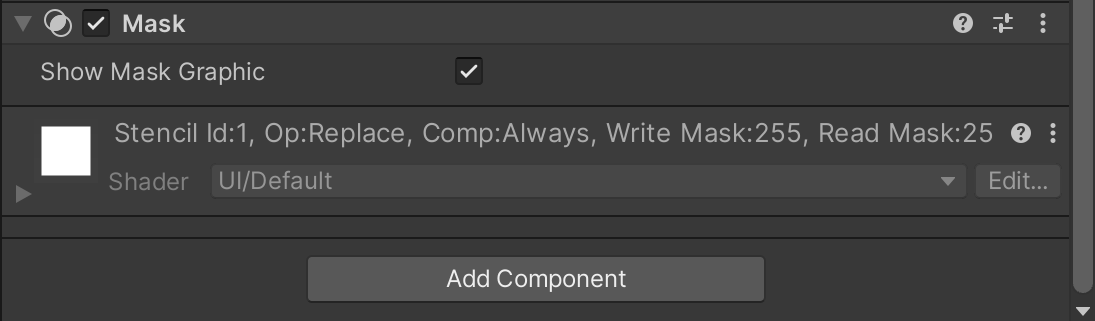 Mask
Show Mask Graphic
Stencil Id:1, Op:Replace, Comp:Always, Write Mask:255, Read Mask:25
Shader UI/Default Edit...
Add Component